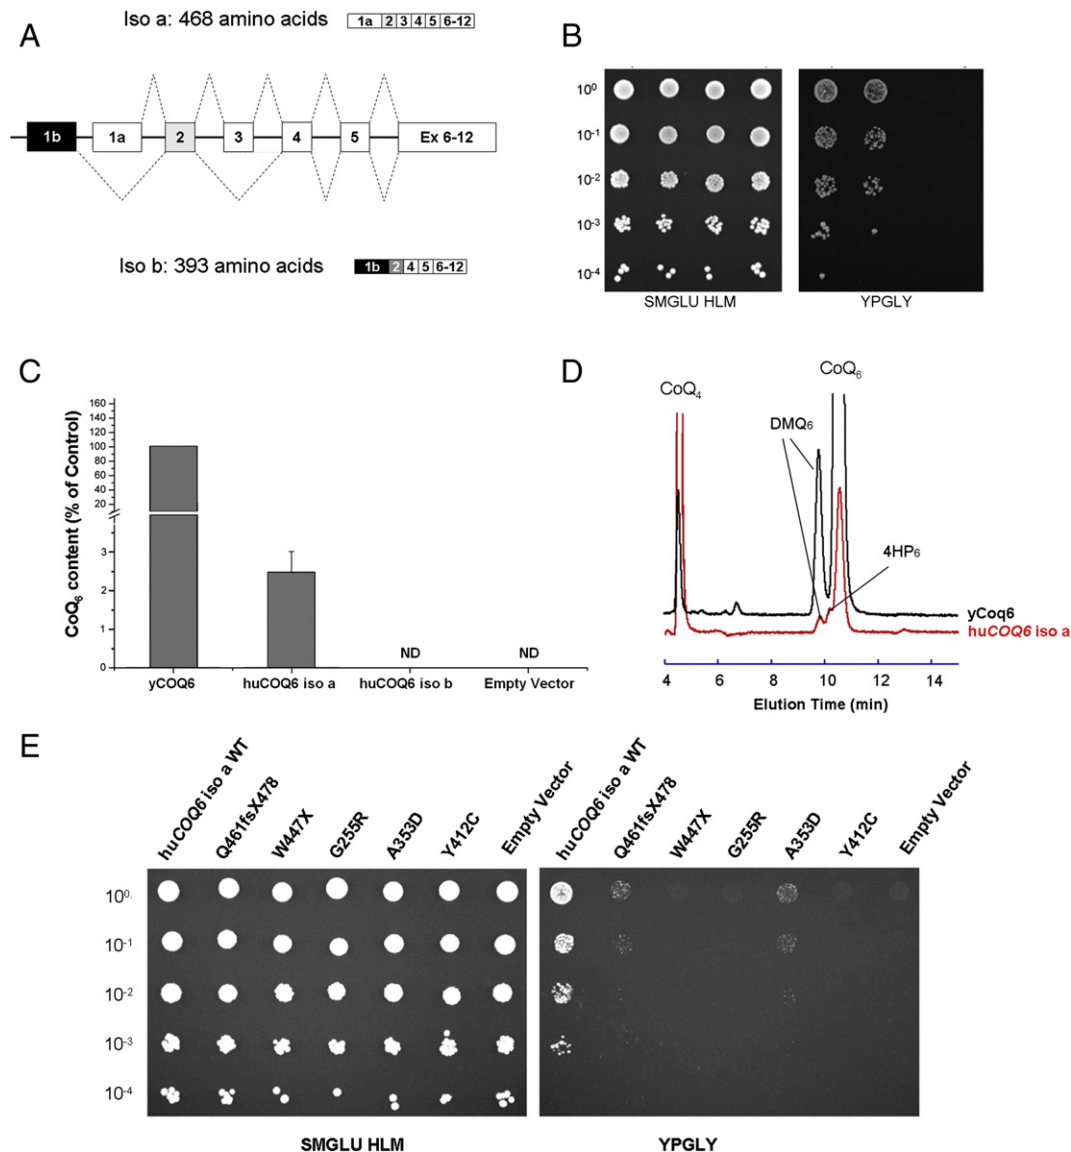 A
Iso a: 468 amino acids
1a 2 3 4 5 6-12
1b 1a 2 3 4 5 Ex 6-12
Iso b: 393 amino acids
1b 2 4 5 6-12
B
10⁰
10⁻¹
10⁻²
10⁻³
10⁻⁴
SMGLU HLM
YPGLY
C
CoQ₆ content (% of Control)
160
140
120
100
80
60
40
20
3
2
1
0
ND
ND
yCOQ6
huCOQ6 iso a
huCOQ6 iso b
Empty Vector
D
CoQ₄
CoQ₆
DMQ₆
4HP₆
yCoq6
huCOQ6 iso a
4 6 8 10 12 14
Elution Time (min)
E
huCOQ6 iso a WT
Q461fsX478
W447X
G255R
A353D
Y412C
Empty Vector
huCOQ6 iso a WT
Q461fsX478
W447X
G255R
A353D
Y412C
Empty Vector
10⁰
10⁻¹
10⁻²
10⁻³
10⁻⁴
SMGLU HLM
YPGLY